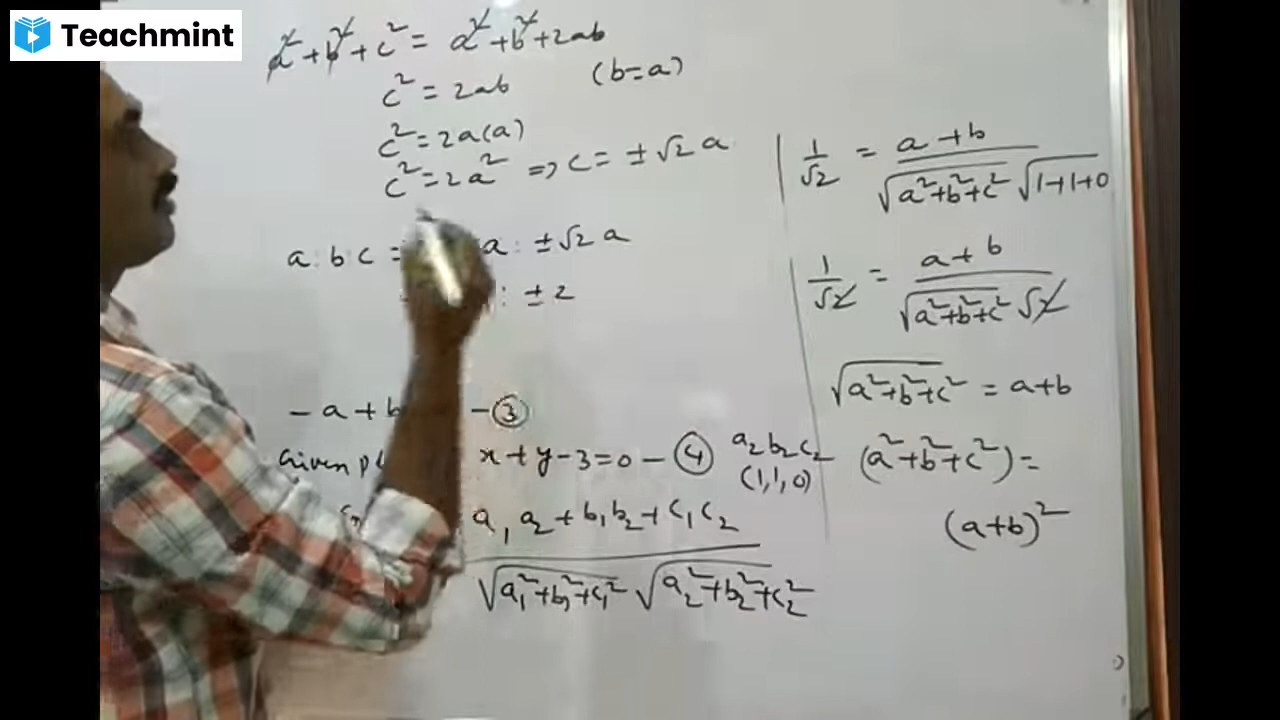 Teachmint
a² + b² + c² = a² + b² + 2ab
c² = 2ab (b=a)
c² = 2a(a)
c² = 2a² => c = ± √2 a
a : b : c = a : ± √2 a
: ± 2
- a + b - ③
Given x + y - 3 = 0 - ④ a₂ b₂ c₂
(1, 1, 0)
a₁ a₂ + b₁ b₂ + c₁ c₂
√a₁² + b₁² + c₁² √a₂² + b₂² + c₂²
1/√2 = a + b / √a² + b² + c² √1+1+0
1/√2 = a + b / √a² + b² + c² √2
√a² + b² + c² = a + b
(a² + b² + c²) =
(a+b)²